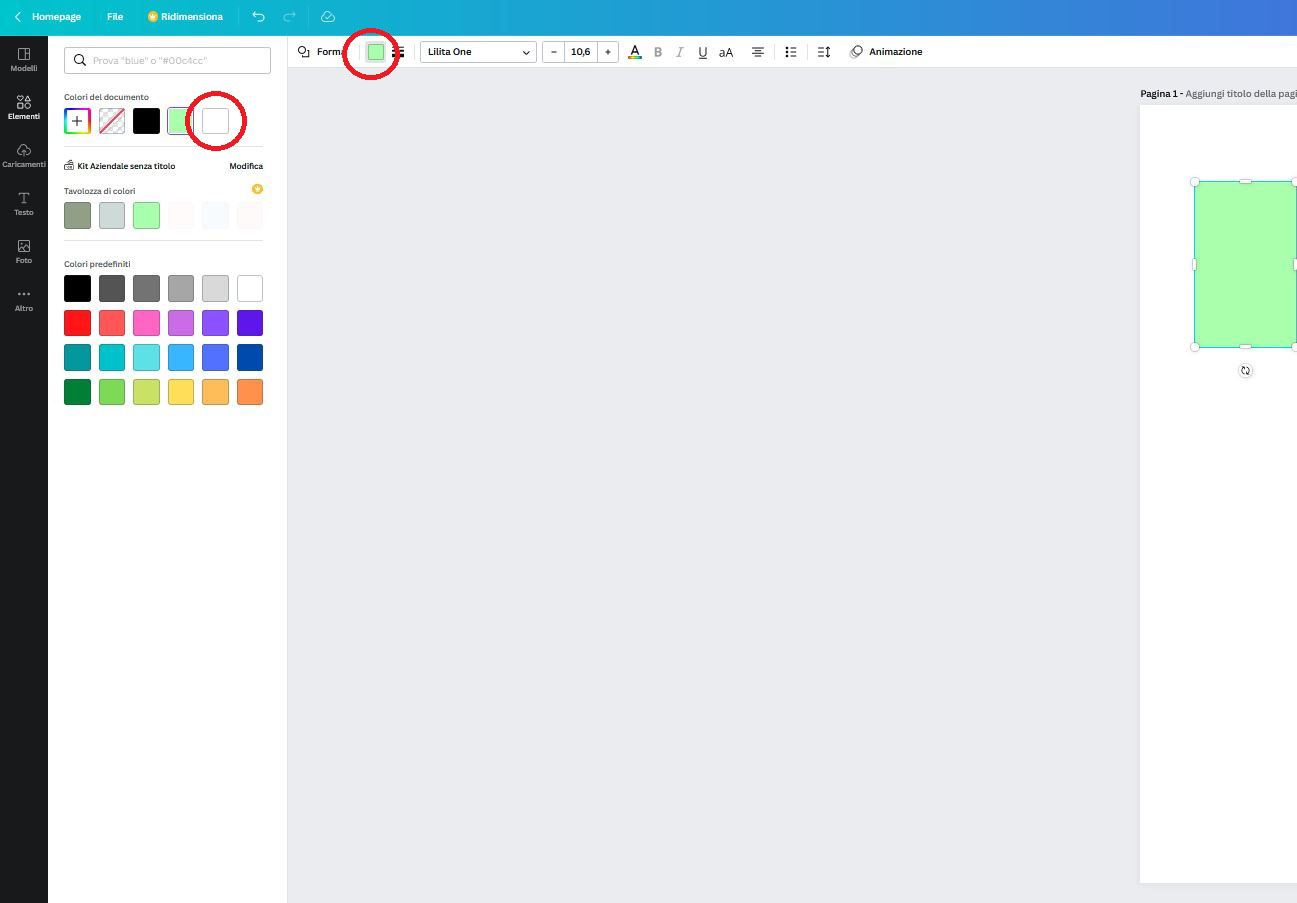 Homepage File Ridimensiona
Modelli
Elementi
Caricamenti
Testo
Foto
Altro
Prova "blue" o "#00c4cc"
Colori del documento
Kit Aziendale senza titolo Modifica
Tavolozza di colori
Colori predefiniti
Form Lilita One − 10,6 + A B I U aA Animazione
Pagina 1 - Aggiungi titolo della pagi